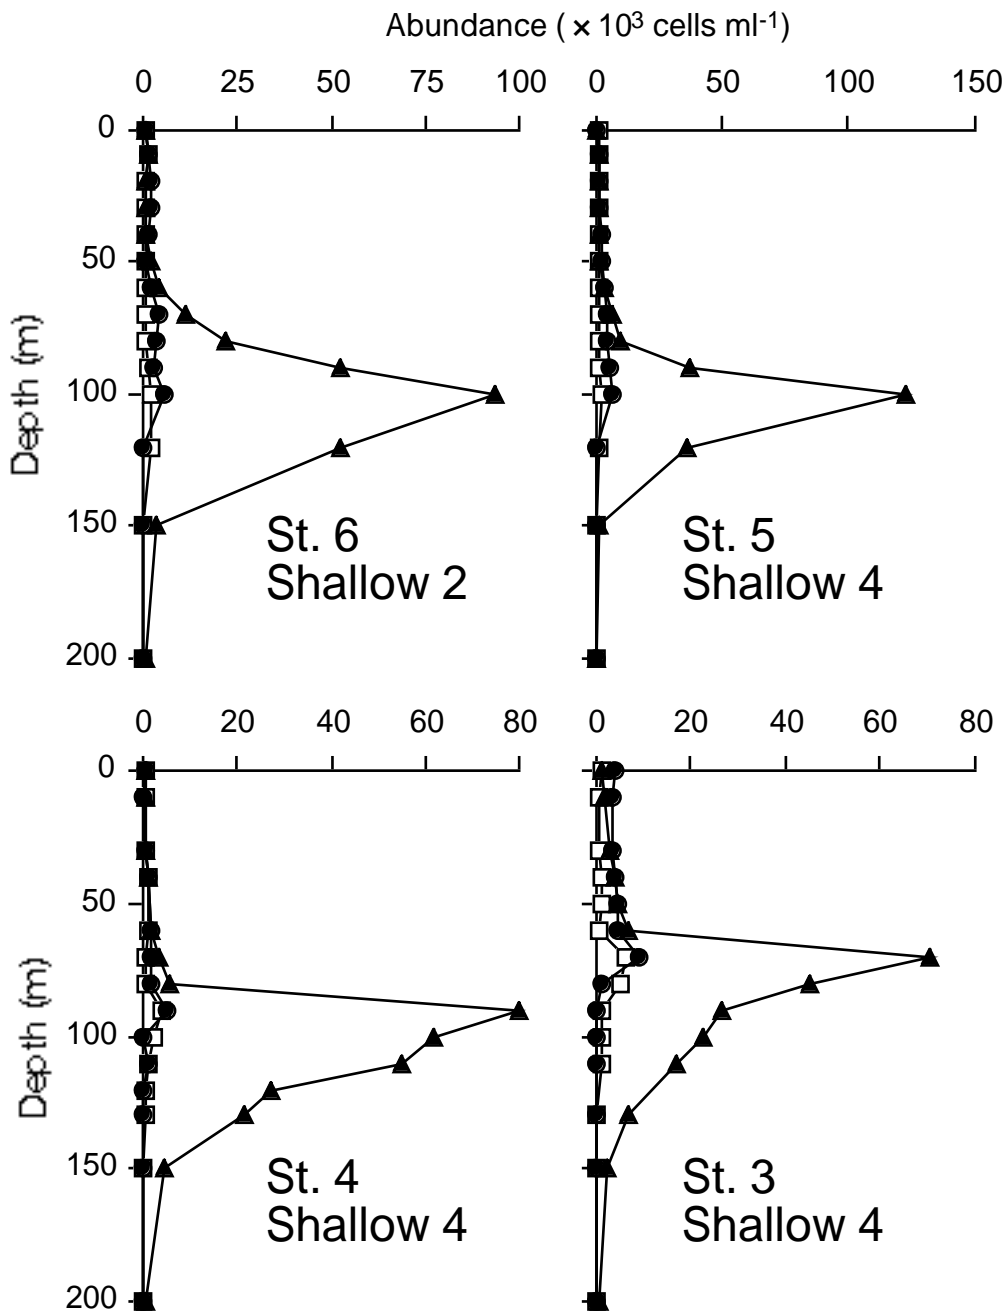 Abundance ( × 10³ cells ml⁻¹)
0 25 50 75 100
0 50 100 150
0
50
100
150
200
Depth (m)
St. 6
Shallow 2
St. 5
Shallow 4
0 20 40 60 80
0 20 40 60 80
0
50
100
150
200
Depth (m)
St. 4
Shallow 4
St. 3
Shallow 4